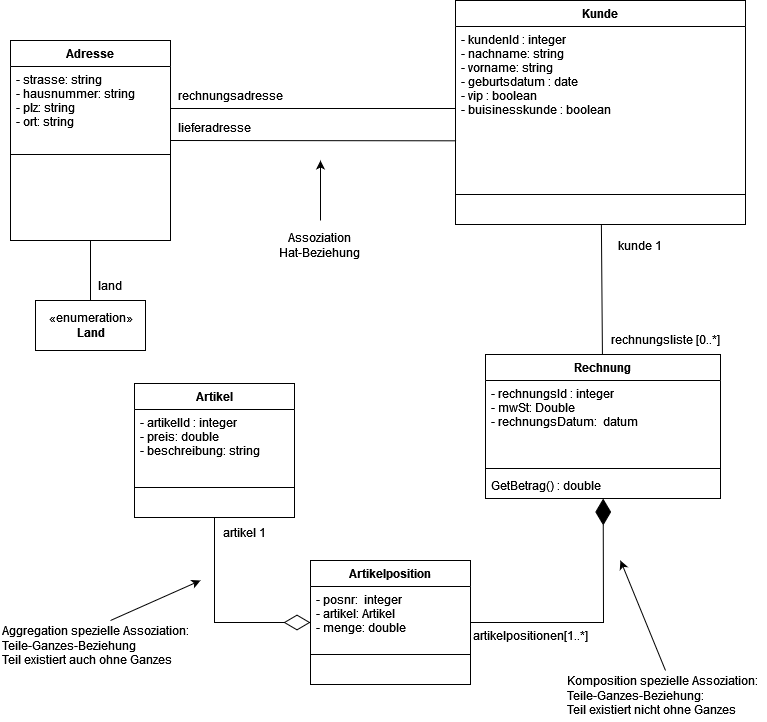 Kunde
- kundenId : integer
- nachname: string
- vorname: string
- geburtsdatum : date
- vip : boolean
- buisinesskunde : boolean
Adresse
- strasse: string
- hausnummer: string
- plz: string
- ort: string
rechnungsadresse
lieferadresse
Assoziation
Hat-Beziehung
kunde 1
land
«enumeration»
Land
rechnungsliste [0..*]
Rechnung
- rechnungsId : integer
- mwSt: Double
- rechnungsDatum: datum
GetBetrag() : double
Artikel
- artikelId : integer
- preis: double
- beschreibung: string
artikel 1
Artikelposition
- posnr: integer
- artikel: Artikel
- menge: double
artikelpositionen[1..*]
Aggregation spezielle Assoziation:
Teile-Ganzes-Beziehung
Teil existiert auch ohne Ganzes
Komposition spezielle Assoziation:
Teile-Ganzes-Beziehung:
Teil existiert nicht ohne Ganzes